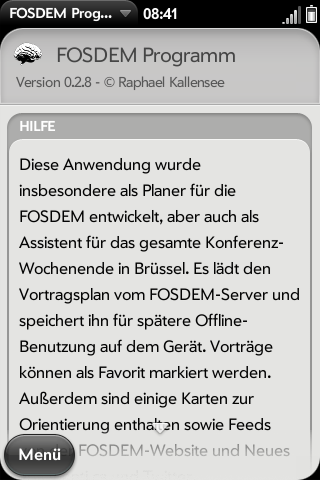 FOSDEM Prog... 08:41
FOSDEM Programm
Version 0.2.8 - © Raphael Kallensee
HILFE
Diese Anwendung wurde
insbesondere als Planer für die
FOSDEM entwickelt, aber auch als
Assistent für das gesamte Konferenz-
Wochenende in Brüssel. Es lädt den
Vortragsplan vom FOSDEM-Server und
speichert ihn für spätere Offline-
Benutzung auf dem Gerät. Vorträge
können als Favorit markiert werden.
Außerdem sind einige Karten zur
Orientierung enthalten sowie Feeds
FOSDEM-Website und Neues
Menü